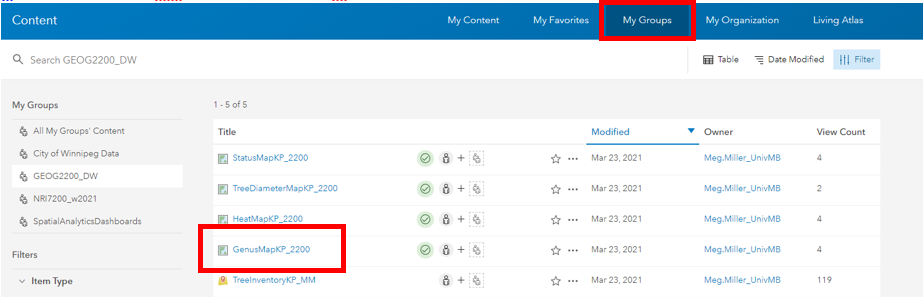 Content My Content My Favorites My Groups My Organization Living Atlas
Search GEOG2200_DW Table Date Modified Filter
My Groups
All My Groups' Content
City of Winnipeg Data
GEOG2200_DW
NRI7200_w2021
SpatialAnalyticsDashboards
Filters
Item Type
1 - 5 of 5
Title Modified Owner View Count
StatusMapKP_2200 Mar 23, 2021 Meg.Miller_UnivMB 4
TreeDiameterMapKP_2200 Mar 23, 2021 Meg.Miller_UnivMB 2
HeatMapKP_2200 Mar 23, 2021 Meg.Miller_UnivMB 4
GenusMapKP_2200 Mar 23, 2021 Meg.Miller_UnivMB 4
TreeInventoryKP_MM Mar 23, 2021 Meg.Miller_UnivMB 119